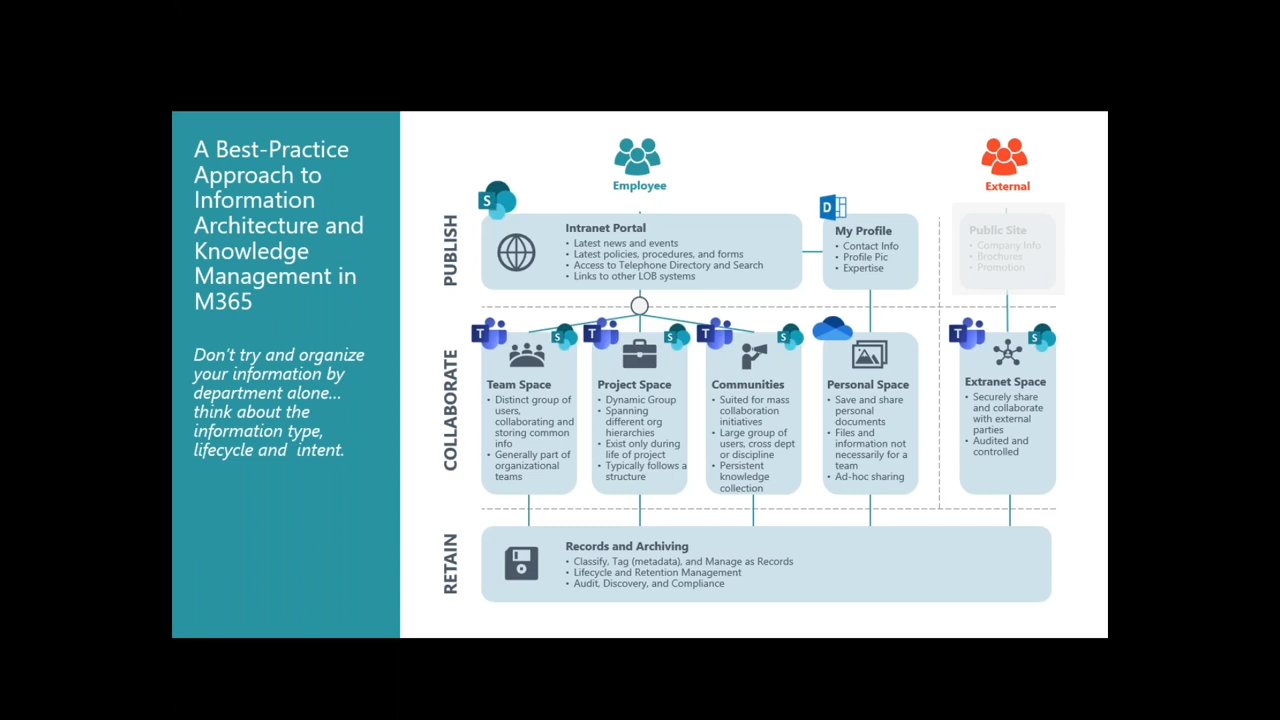 A Best-Practice
Approach to
Information
Architecture and
Knowledge
Management in
M365
Don't try and organize
your information by
department alone...
think about the
information type,
lifecycle and intent.
Employee
External
PUBLISH
S
Intranet Portal
• Latest news and events
• Latest policies, procedures, and forms
• Access to Telephone Directory and Search
• Links to other LOB systems
D
My Profile
• Contact Info
• Profile Pic
• Expertise
Public Site
• Company Info
• Brochures
• Promotion
COLLABORATE
T
S
Team Space
• Distinct group of
users,
collaborating and
storing common
info
• Generally part of
organizational
teams
T
S
Project Space
• Dynamic Group
• Spanning
different org
hierarchies
• Exist only during
life of project
• Typically follows a
structure
T
S
Communities
• Suited for mass
collaboration
initiatives
• Large group of
users, cross dept
or discipline
• Persistent
knowledge
collection
Personal Space
• Save and share
personal
documents
• Files and
information not
necessarily for a
team
• Ad-hoc sharing
T
S
Extranet Space
• Securely share
and collaborate
with external
parties
• Audited and
controlled
RETAIN
Records and Archiving
• Classify, Tag (metadata), and Manage as Records
• Lifecycle and Retention Management
• Audit, Discovery, and Compliance